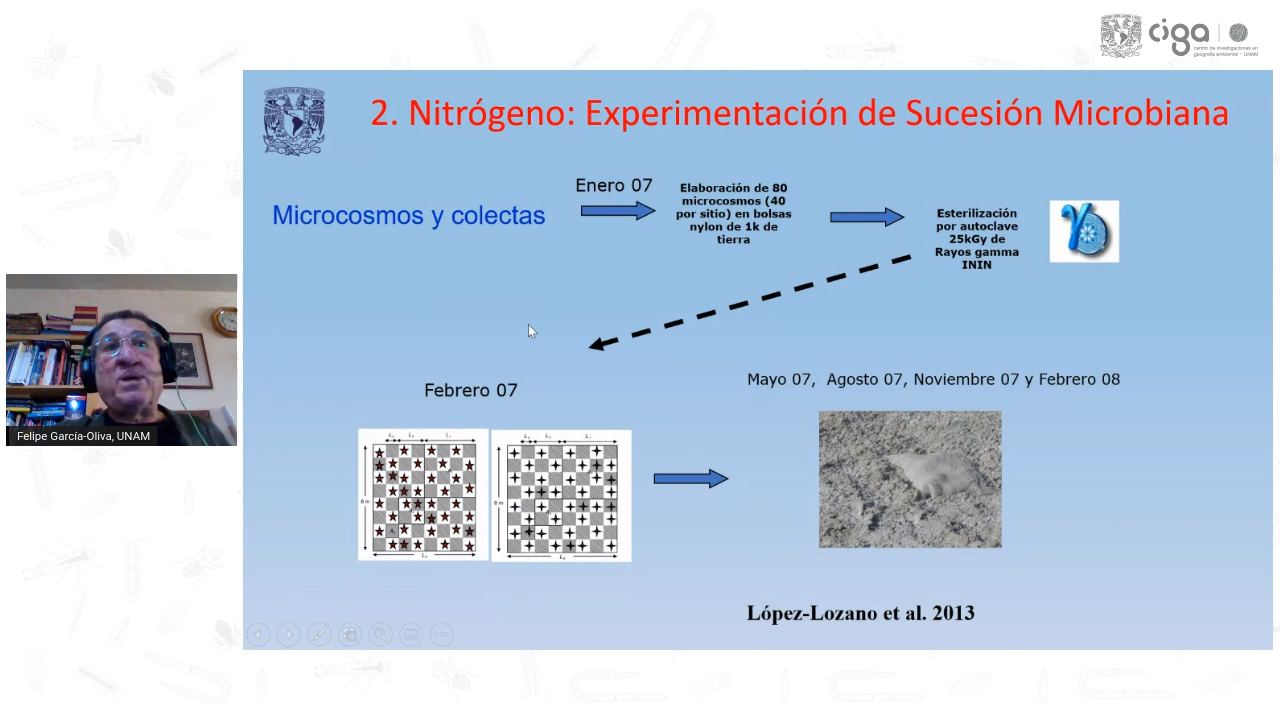 ciga
centro de investigaciones en
geografía ambiental - UNAM
2. Nitrógeno: Experimentación de Sucesión Microbiana
Microcosmos y colectas
Enero 07
Elaboración de 80
microcosmos (40
por sitio) en bolsas
nylon de 1k de
tierra
Esterilización
por autoclave
25kGy de
Rayos gamma
ININ
Febrero 07
Mayo 07, Agosto 07, Noviembre 07 y Febrero 08
8 m
8 m
López-Lozano et al. 2013
Felipe García-Oliva, UNAM